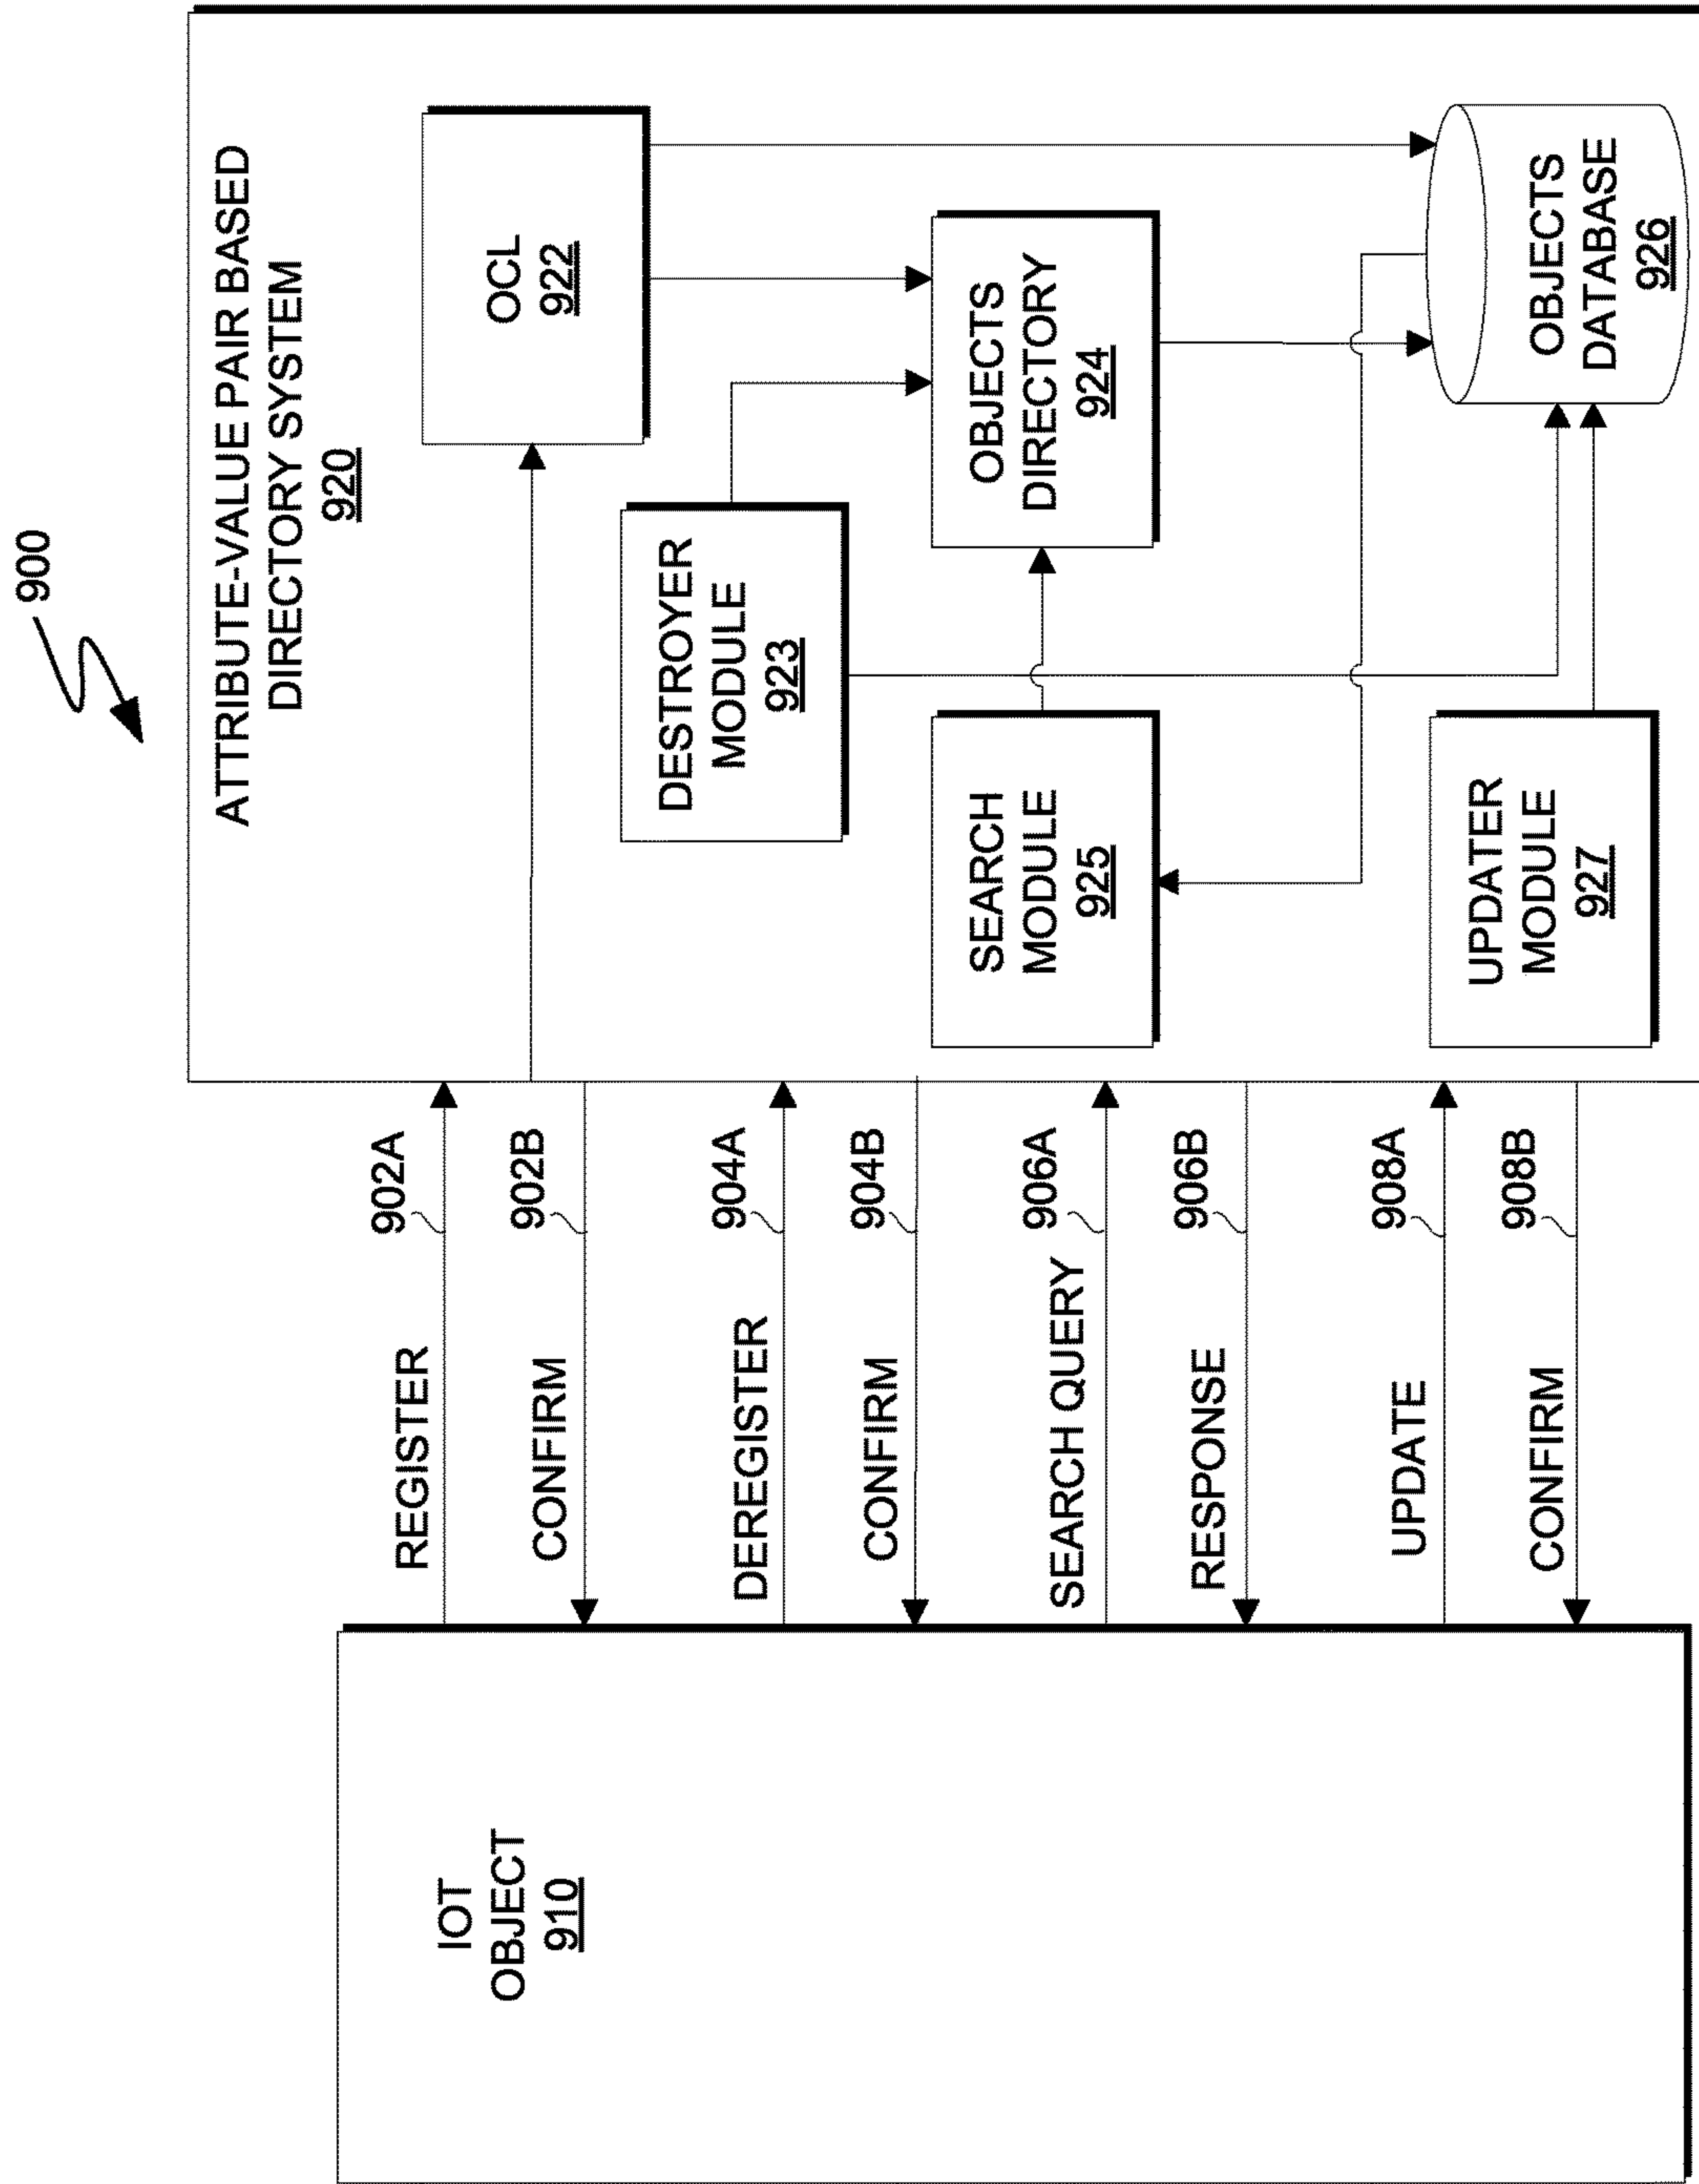 900
ATTRIBUTE-VALUE PAIR BASED
DIRECTORY SYSTEM
920
IOT
OBJECT
910
REGISTER
902A
CONFIRM
902B
DEREGISTER
904A
CONFIRM
904B
SEARCH QUERY
906A
RESPONSE
906B
UPDATE
908A
CONFIRM
908B
OCL
922
DESTROYER
MODULE
923
OBJECTS
DIRECTORY
924
SEARCH
MODULE
925
OBJECTS
DATABASE
926
UPDATER
MODULE
927